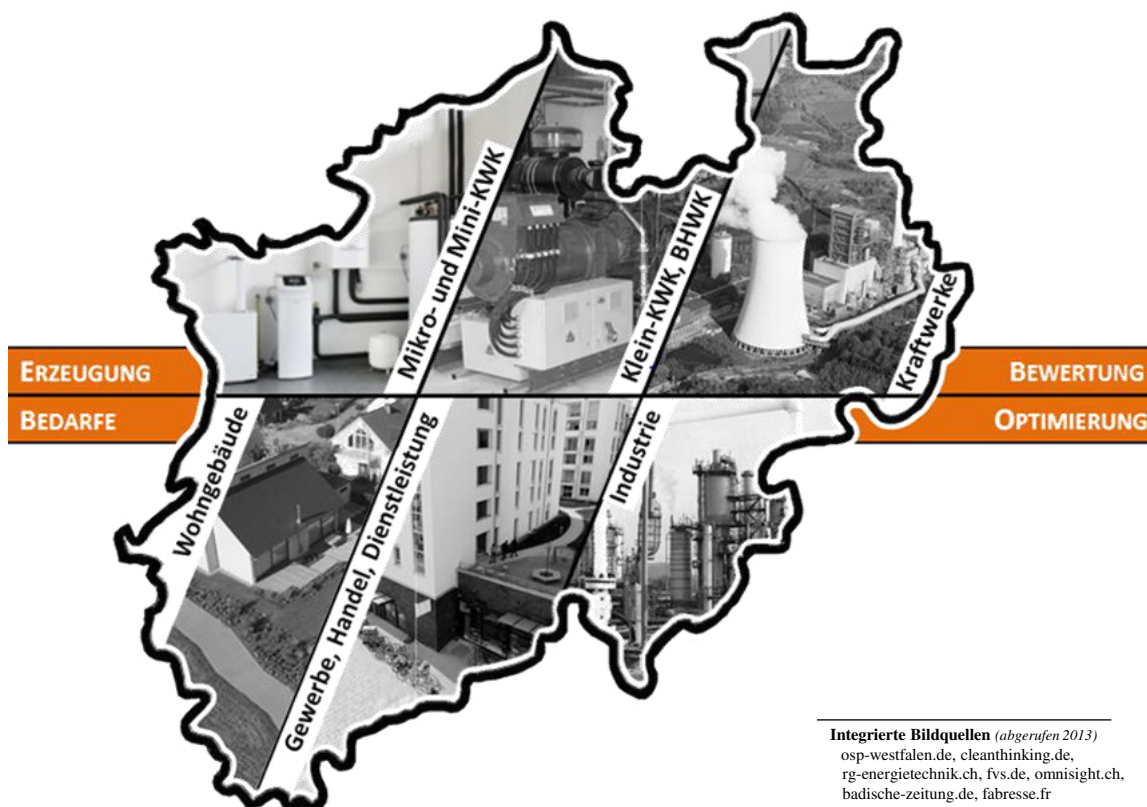 Mikro- und Mini-KWK
Klein-KWK, BHWK
Kraftwerke
ERZEUGUNG
BEWERTUNG
BEDARFE
OPTIMIERUNG
Wohngebäude
Gewerbe, Handel, Dienstleistung
Industrie
Integrierte Bildquellen (abgerufen 2013)
osp-westfalen.de, cleanthinking.de,
rg-energietechnik.ch, fvs.de, omnisight.ch,
badische-zeitung.de, fabresse.fr